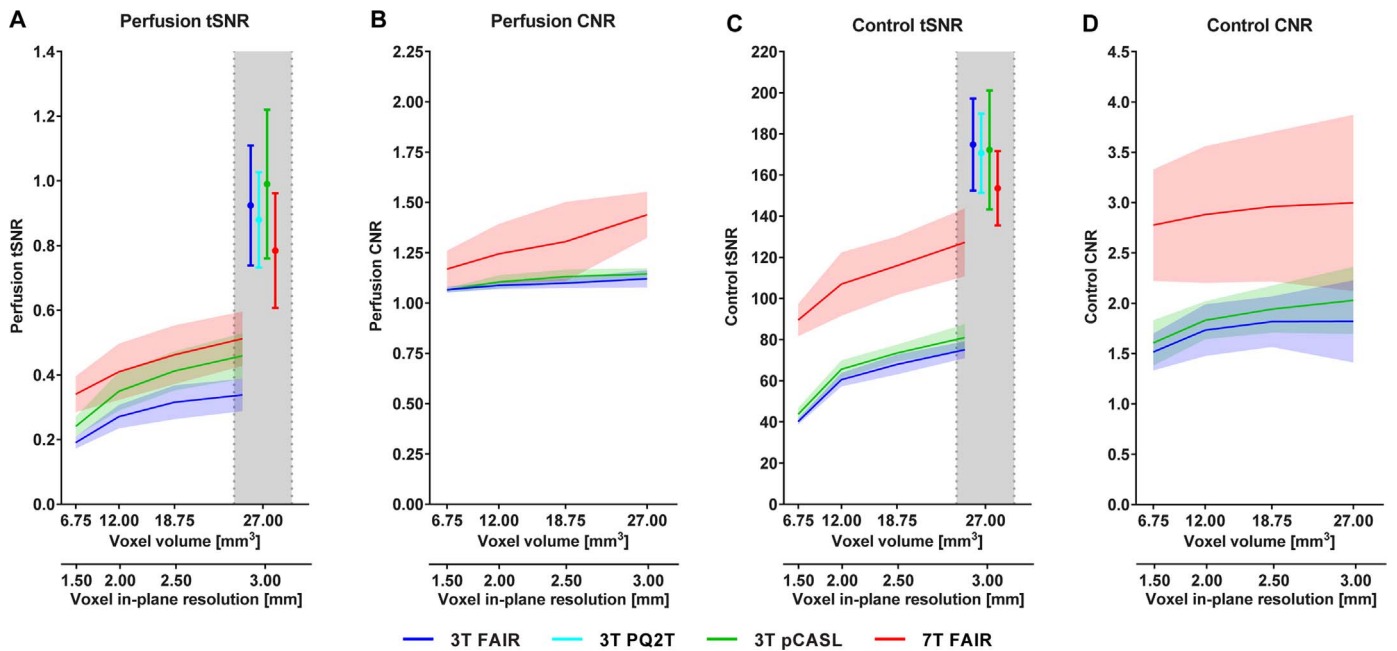 A
Perfusion tSNR
Perfusion tSNR
1.4
1.2
1.0
0.8
0.6
0.4
0.2
0.0
6.75 12.00 18.75 27.00
Voxel volume [mm³]
1.50 2.00 2.50 3.00
Voxel in-plane resolution [mm]
B
Perfusion CNR
Perfusion CNR
2.25
2.00
1.75
1.50
1.25
1.00
0.75
0.50
0.25
0.00
6.75 12.00 18.75 27.00
Voxel volume [mm³]
1.50 2.00 2.50 3.00
Voxel in-plane resolution [mm]
C
Control tSNR
Control tSNR
220
200
180
160
140
120
100
80
60
40
20
0
6.75 12.00 18.75 27.00
Voxel volume [mm³]
1.50 2.00 2.50 3.00
Voxel in-plane resolution [mm]
D
Control CNR
Control CNR
4.5
4.0
3.5
3.0
2.5
2.0
1.5
1.0
0.5
0.0
6.75 12.00 18.75 27.00
Voxel volume [mm³]
1.50 2.00 2.50 3.00
Voxel in-plane resolution [mm]
3T FAIR 3T PQ2T 3T pCASL 7T FAIR